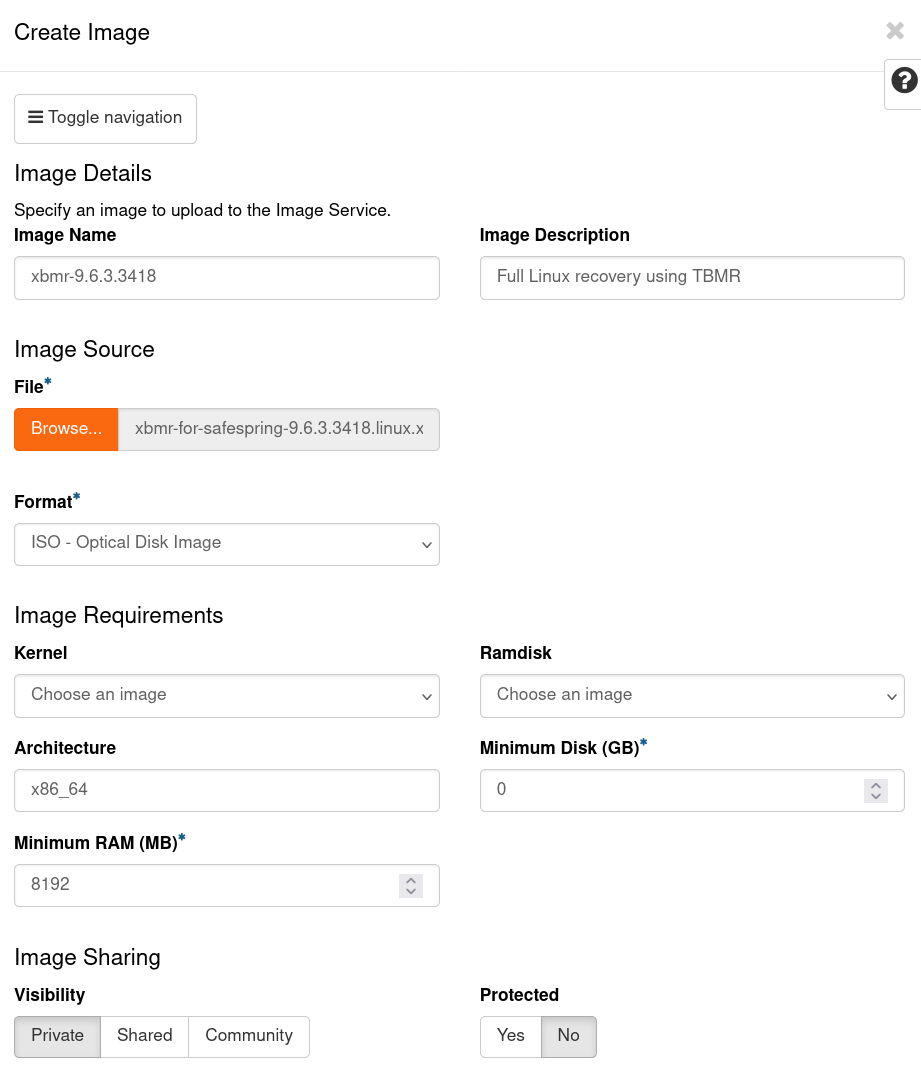 Create Image
Toggle navigation
Image Details
Specify an image to upload to the Image Service.
Image Name
Image Description
xbmr-9.6.3.3418
Full Linux recovery using TBMR
Image Source
File*
Browse... xbmr-for-safespring-9.6.3.3418.linux.x
Format*
ISO - Optical Disk Image
Image Requirements
Kernel
Ramdisk
Choose an image
Choose an image
Architecture
Minimum Disk (GB)*
x86_64
0
Minimum RAM (MB)*
8192
Image Sharing
Visibility
Protected
Private Shared Community
Yes No